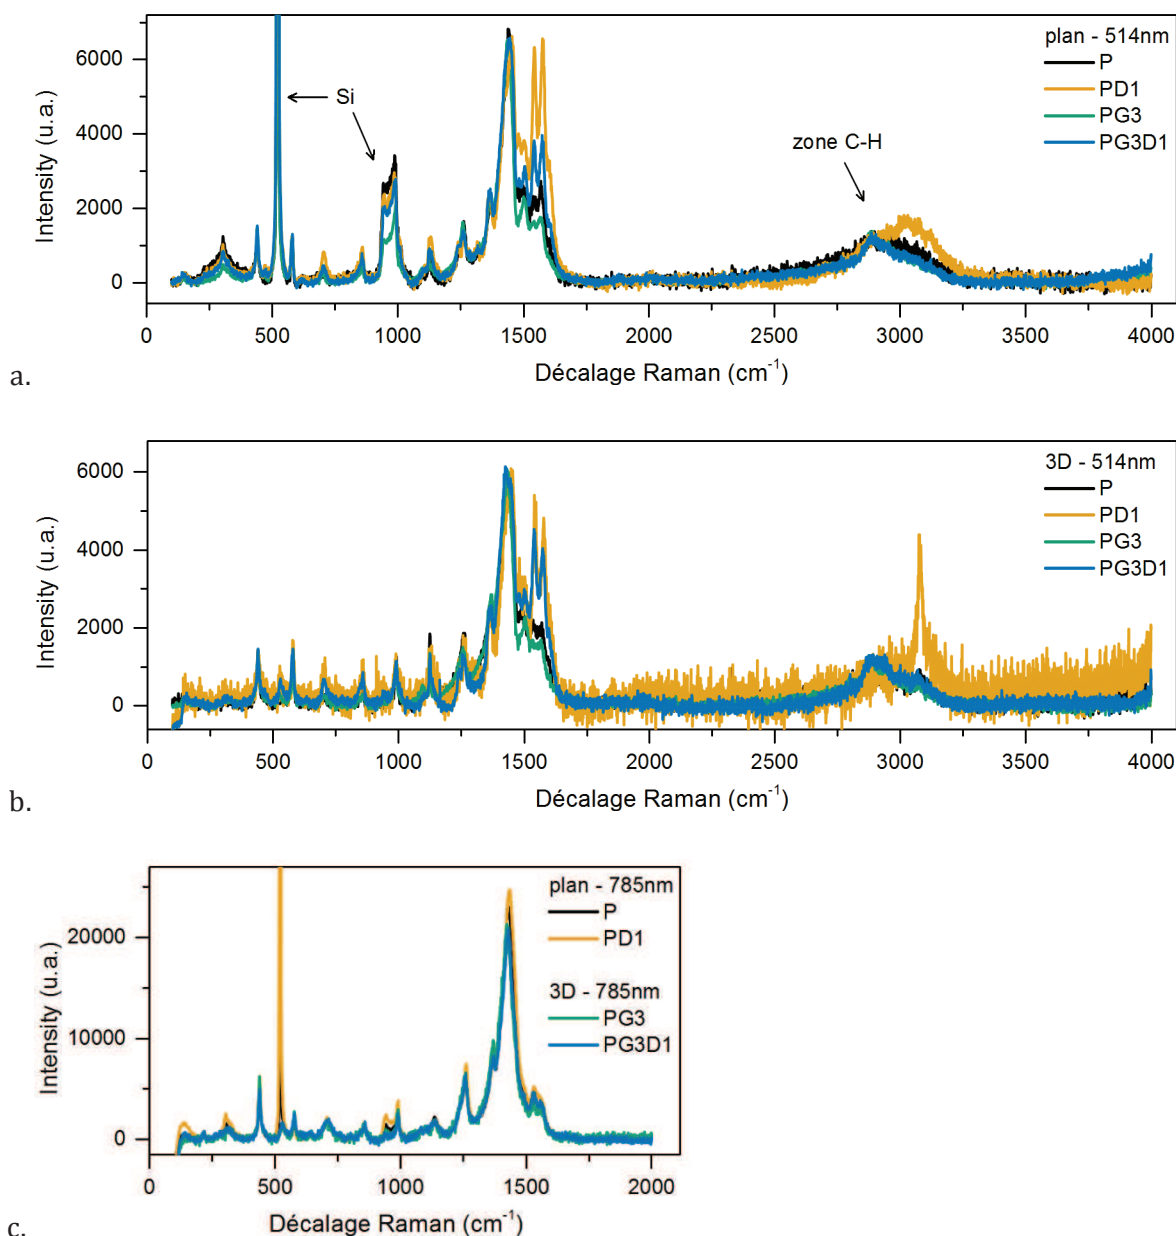 plan - 514nm
P
PD1
PG3
PG3D1
Si
zone C-H
Intensity (u.a.)
6000
4000
2000
0
0 500 1000 1500 2000 2500 3000 3500 4000
Décalage Raman (cm⁻¹)
a.
3D - 514nm
P
PD1
PG3
PG3D1
Intensity (u.a.)
6000
4000
2000
0
0 500 1000 1500 2000 2500 3000 3500 4000
Décalage Raman (cm⁻¹)
b.
plan - 785nm
P
PD1
3D - 785nm
PG3
PG3D1
Intensity (u.a.)
20000
10000
0
0 500 1000 1500 2000
Décalage Raman (cm⁻¹)
c.